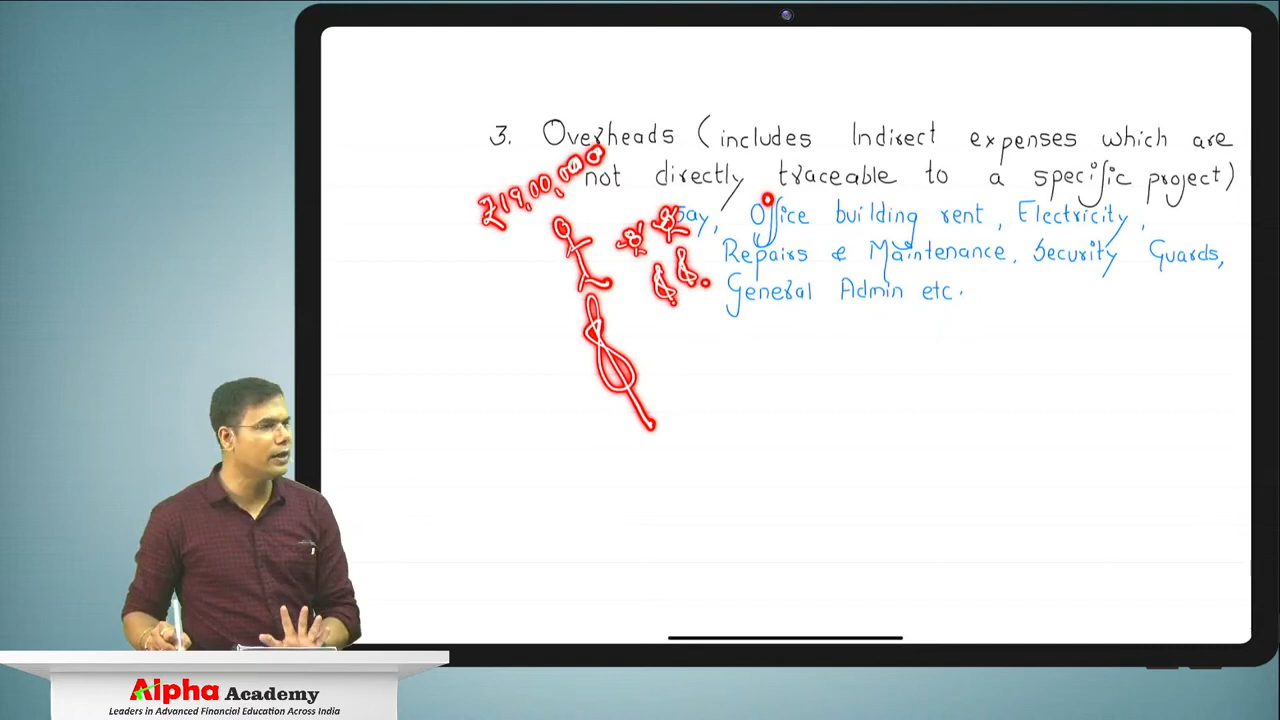 3. Overheads (includes Indirect expenses which are
not directly traceable to a specific project)
₹19,00,000
Say, Office building rent, Electricity,
Repairs & Maintenance, Security Guards,
General Admin etc.
Alpha Academy
Leaders in Advanced Financial Education Across India